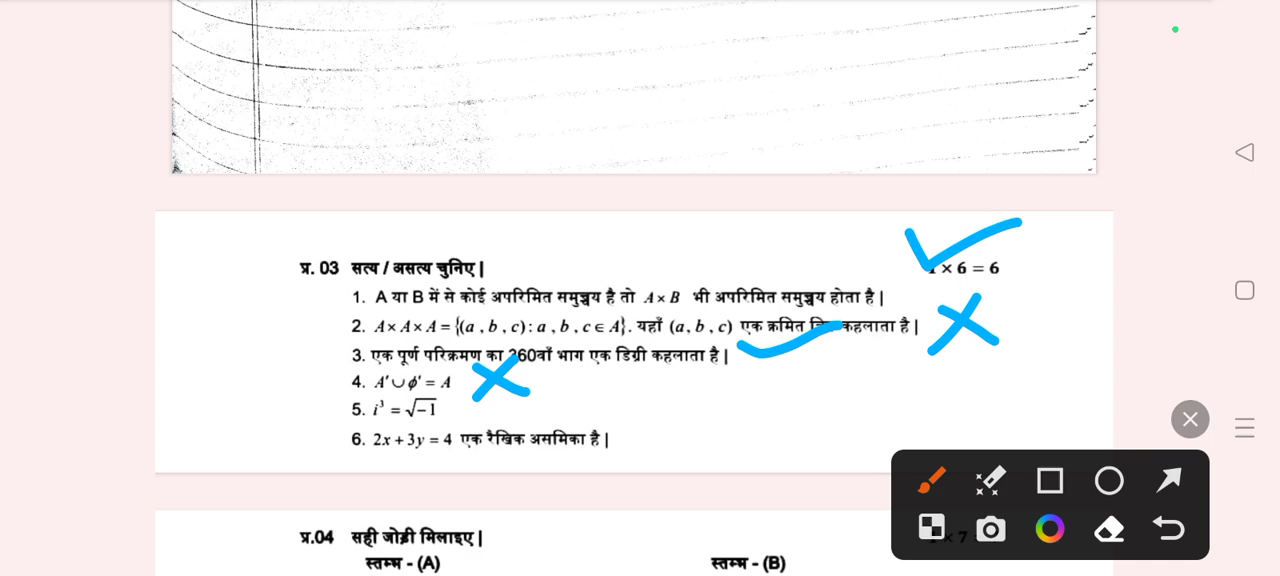 प्र. 03 सत्य / असत्य चुनिए |
× 6 = 6
1. A या B में से कोई अपरिमित समुच्चय है तो A × B भी अपरिमित समुच्चय होता है |
2. A × A × A = {(a , b , c) : a , b , c ∈ A}. यहाँ (a, b, c) एक क्रमित कहलाता है |
3. एक पूर्ण परिक्रमण का 360वाँ भाग एक डिग्री कहलाता है |
4. A' ∪ ϕ' = A
5. i³ = √−1
6. 2x + 3y = 4 एक रैखिक असमिका है |
प्र.04 सही जोड़ी मिलाइए |
× 7
स्तम्भ - (A) स्तम्भ - (B)